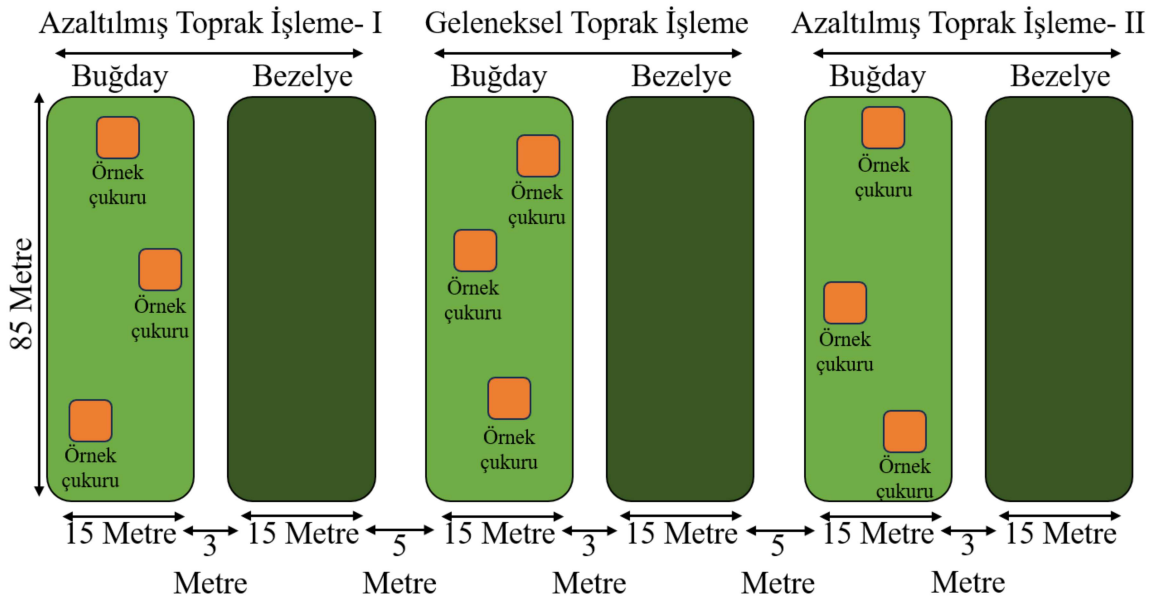 Azaltılmış Toprak İşleme- I
Geleneksel Toprak İşleme
Azaltılmış Toprak İşleme- II
Buğday
Bezelye
Buğday
Bezelye
Buğday
Bezelye
85 Metre
Örnek
çukuru
Örnek
çukuru
Örnek
çukuru
Örnek
çukuru
Örnek
çukuru
Örnek
çukuru
Örnek
çukuru
Örnek
çukuru
Örnek
çukuru
15 Metre
3
Metre
15 Metre
5
Metre
15 Metre
3
Metre
15 Metre
5
Metre
15 Metre
3
Metre
15 Metre